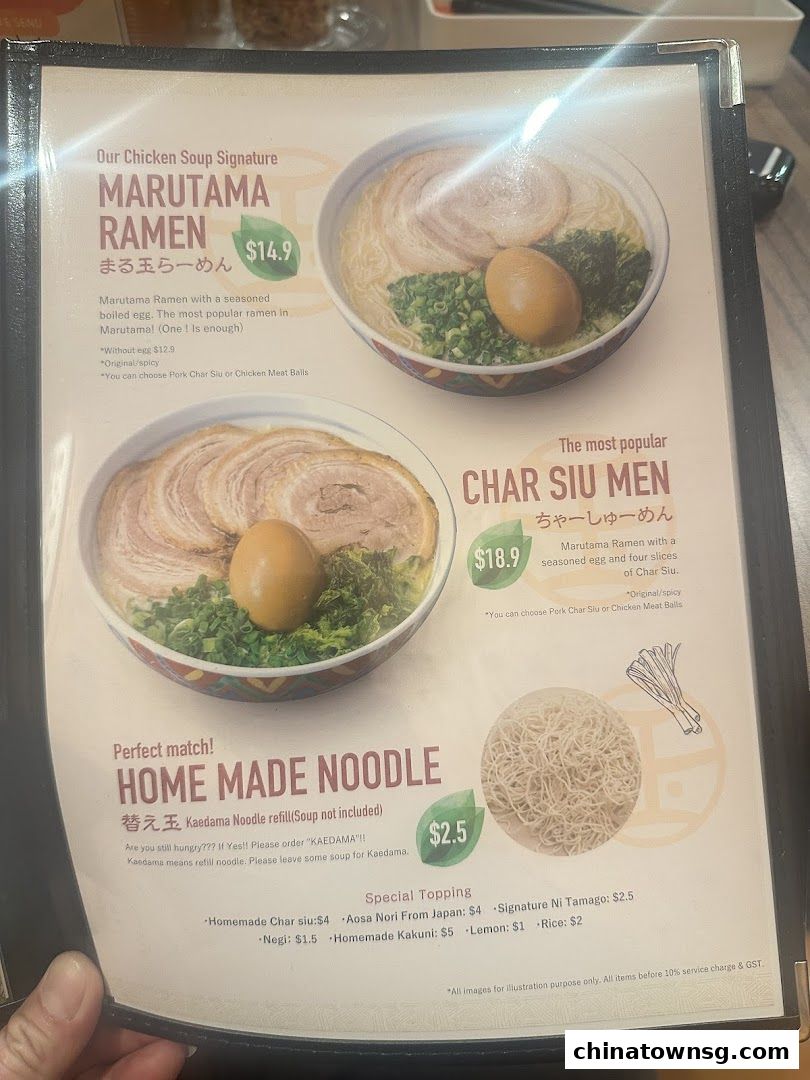 Our Chicken Soup Signature
MARUTAMA
RAMEN
$14.9
まる玉らーめん
Marutama Ramen with a seasoned
boiled egg. The most popular ramen in
Marutama! (One ! Is enough)
*Without egg $12.9
*Original/spicy
*You can choose Pork Char Siu or Chicken Meat Balls
The most popular
CHAR SIU MEN
ちゃーしゅーめん
$18.9
Marutama Ramen with a
seasoned egg and four slices
of Char Siu.
*Original/spicy
*You can choose Pork Char Siu or Chicken Meat Balls
Perfect match!
HOME MADE NOODLE
替え玉 Kaedama Noodle refill(Soup not included)
$2.5
Are you still hungry??? If Yes!! Please order "KAEDAMA"!!
Kaedama means refill noodle. Please leave some soup for Kaedama.
Special Topping
･Homemade Char siu:$4 ･Aosa Nori From Japan: $4 ･Signature Ni Tamago: $2.5
･Negi: $1.5 ･Homemade Kakuni: $5 ･Lemon: $1 ･Rice: $2
*All images for illustration purpose only. All items before 10% service charge & GST.
chinatownsg.com